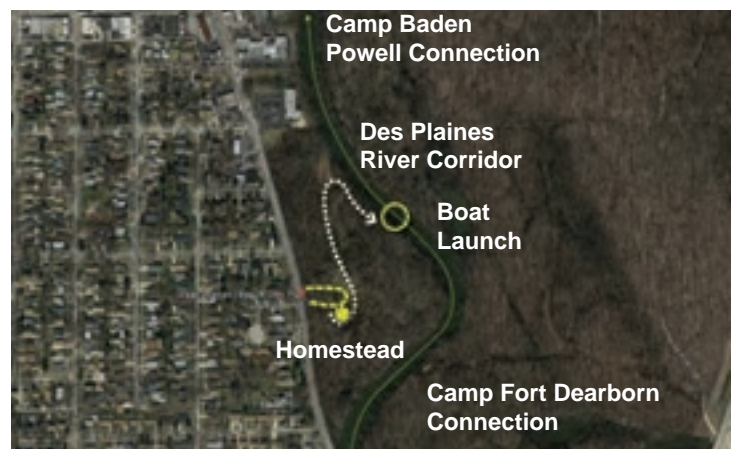 Camp Baden
Powell Connection
Des Plaines
River Corridor
Boat
Launch
Homestead
Camp Fort Dearborn
Connection